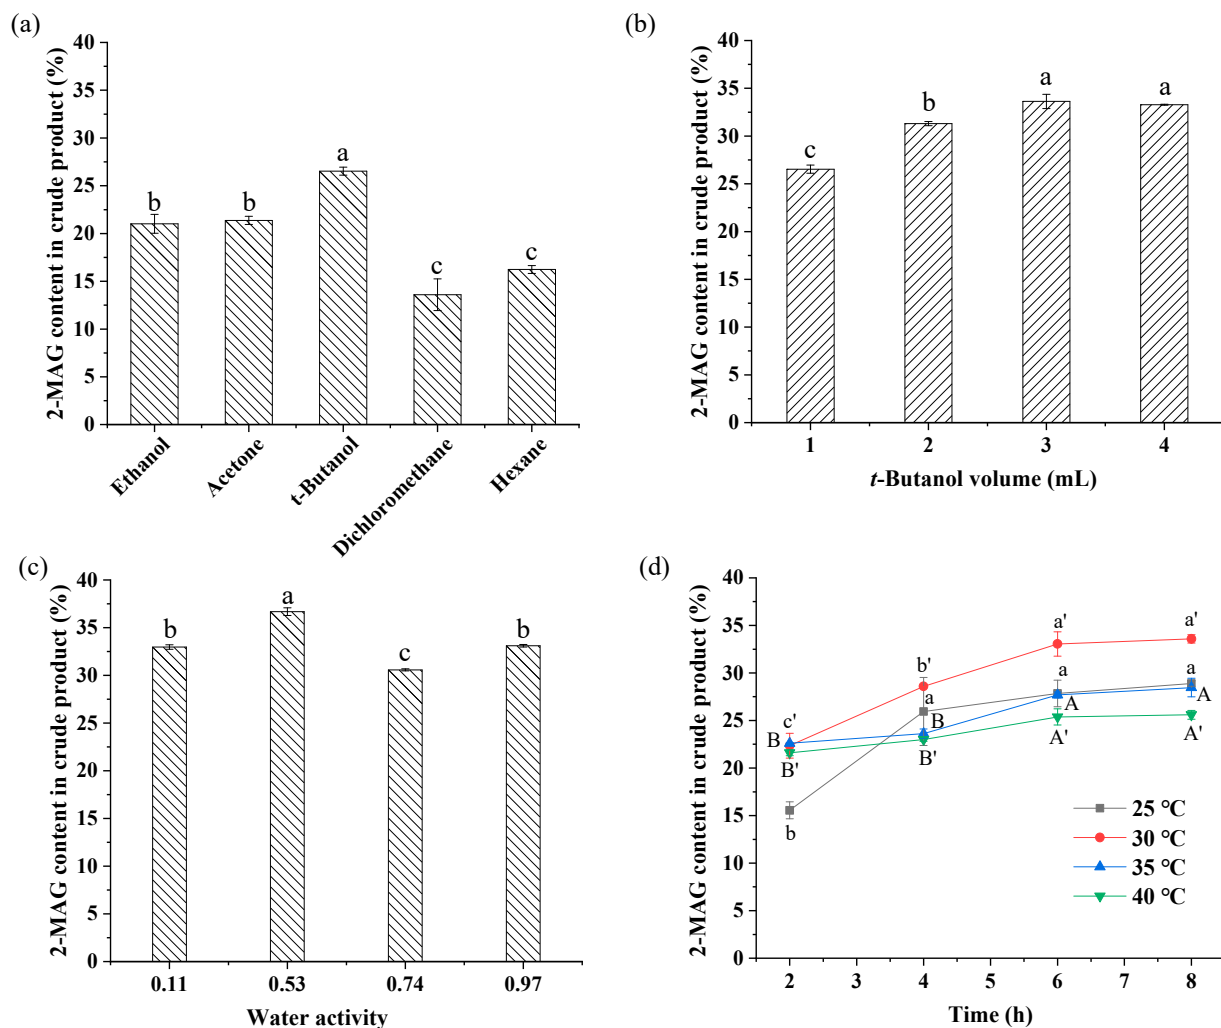 (a)
2-MAG content in crude product (%)
40
35
30
25
20
15
10
5
0
b
b
a
c
c
Ethanol
Acetone
t-Butanol
Dichloromethane
Hexane
(b)
2-MAG content in crude product (%)
40
35
30
25
20
15
10
5
0
c
b
a
a
1
2
3
4
t-Butanol volume (mL)
(c)
2-MAG content in crude product (%)
40
35
30
25
20
15
10
5
0
b
a
c
b
0.11
0.53
0.74
0.97
Water activity
(d)
2-MAG content in crude product (%)
40
35
30
25
20
15
10
5
0
c'
B
B'
b
b'
a
B
B'
a'
a
A
A'
a'
a
A
A'
25 °C
30 °C
35 °C
40 °C
2
3
4
5
6
7
8
Time (h)